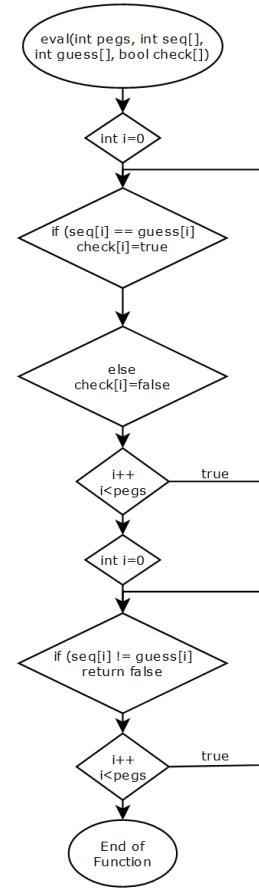 eval(int pegs, int seq[],
int guess[], bool check[])
int i=0
if (seq[i] == guess[i]
check[i]=true
else
check[i]=false
i++
i<pegs
true
int i=0
if (seq[i] != guess[i]
return false
i++
i<pegs
true
End of
Function